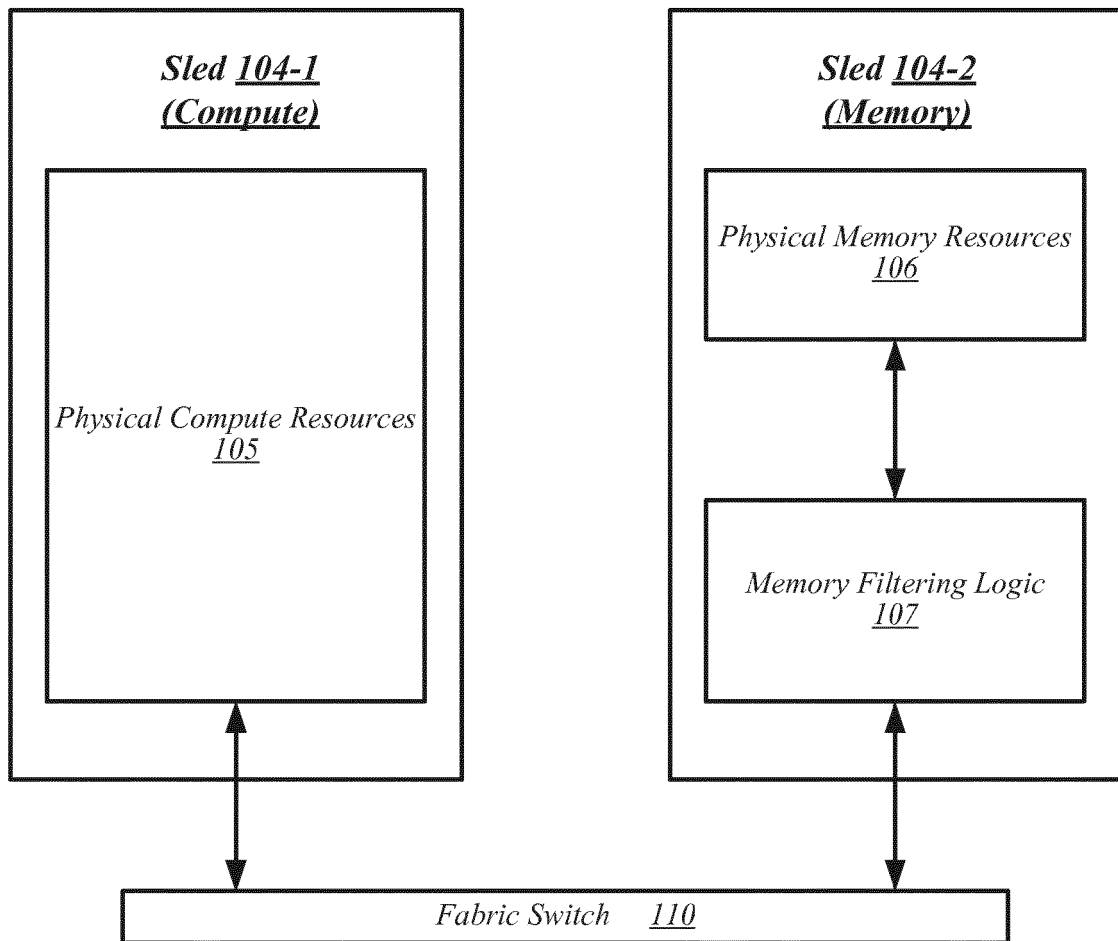 Sled 104-1
(Compute)
Physical Compute Resources
105
Sled 104-2
(Memory)
Physical Memory Resources
106
Memory Filtering Logic
107
Fabric Switch 110